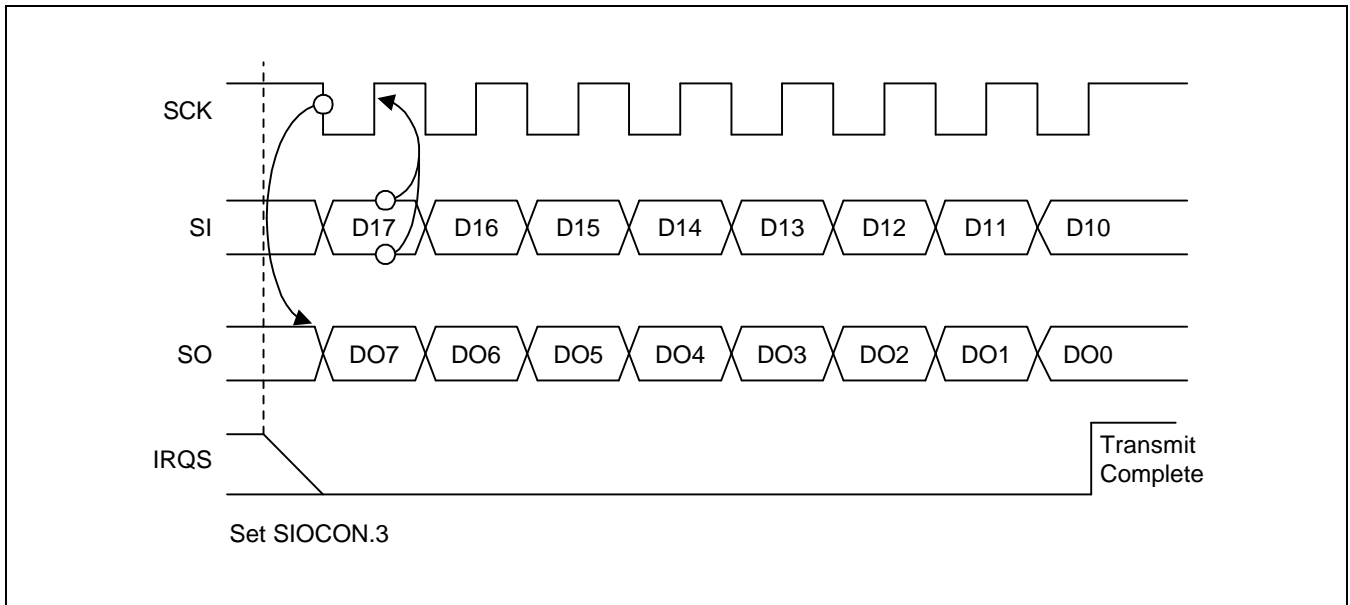 SCK
SI D17 D16 D15 D14 D13 D12 D11 D10
SO DO7 DO6 DO5 DO4 DO3 DO2 DO1 DO0
IRQS
Transmit
Complete
Set SIOCON.3